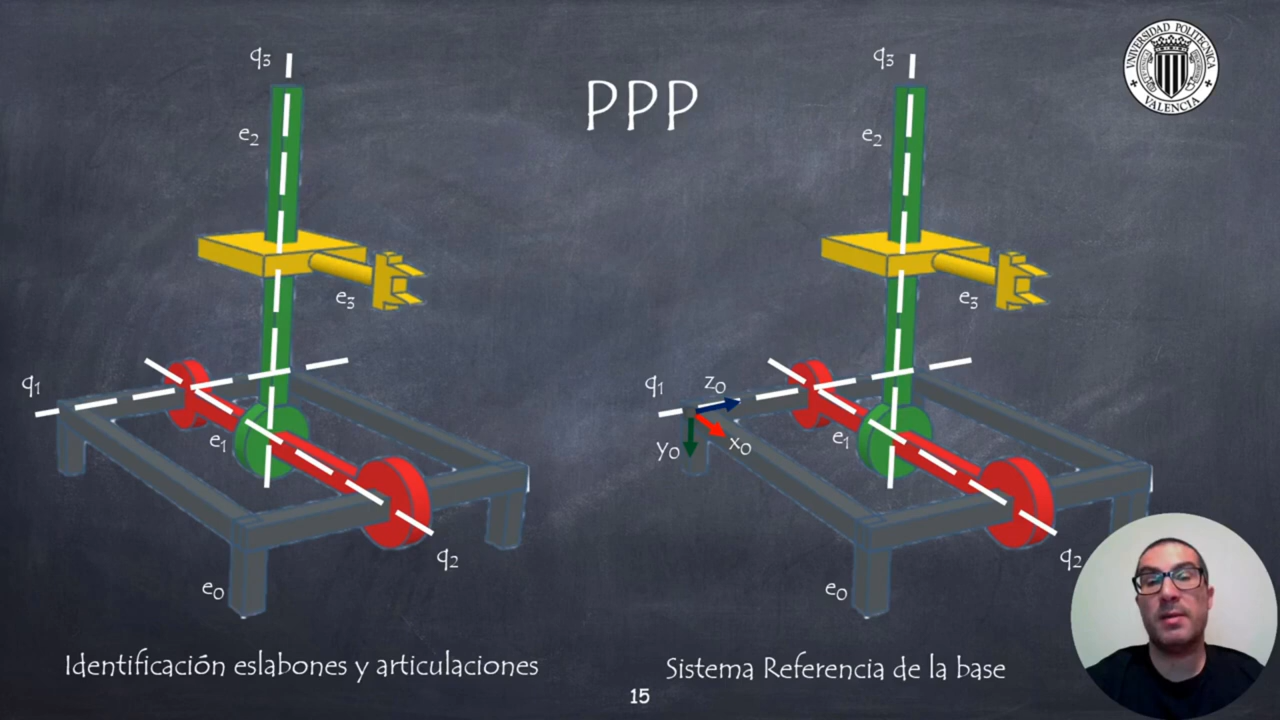 PPP
UNIVERSIDAD POLITECNICA
VALENCIA
q3
e2
e3
q1
e1
q2
e0
Identificación eslabones y articulaciones
q3
e2
e3
q1
z0
y0
x0
e1
q2
e0
Sistema Referencia de la base
15